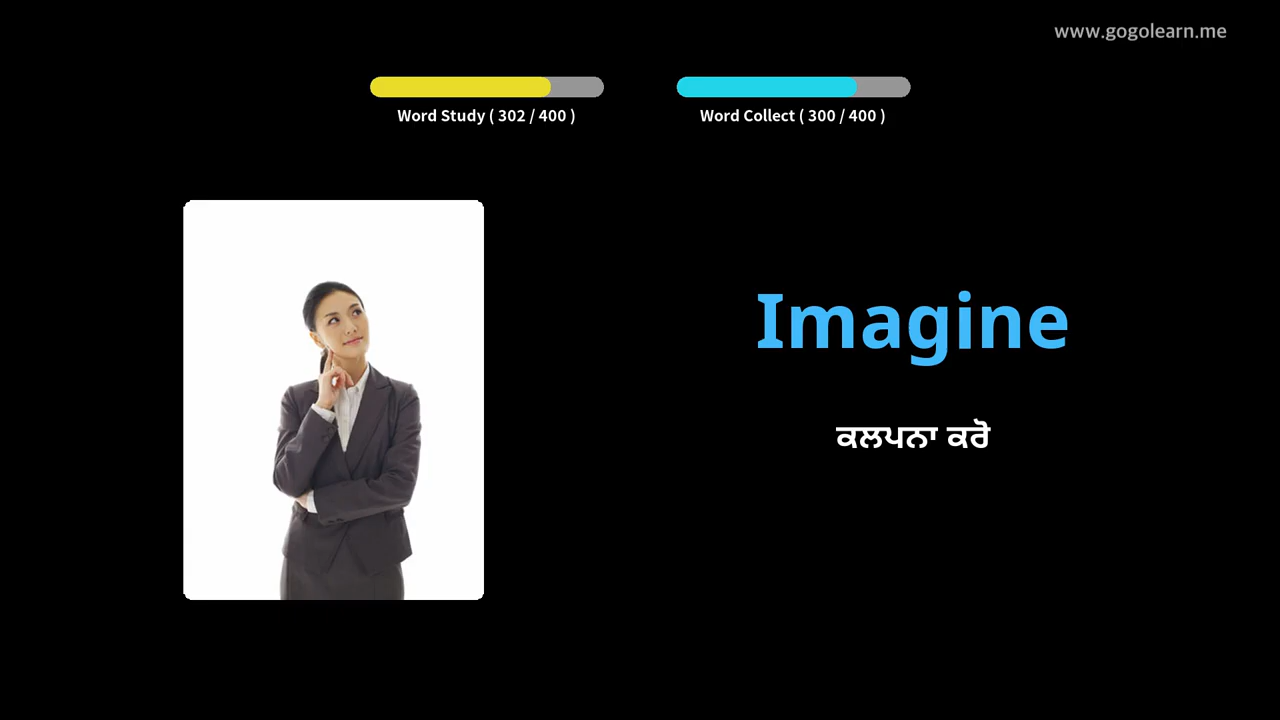 www.gogolearn.me
Word Study ( 302 / 400 )
Word Collect ( 300 / 400 )
Imagine
ਕਲਪਨਾ ਕਰੋ